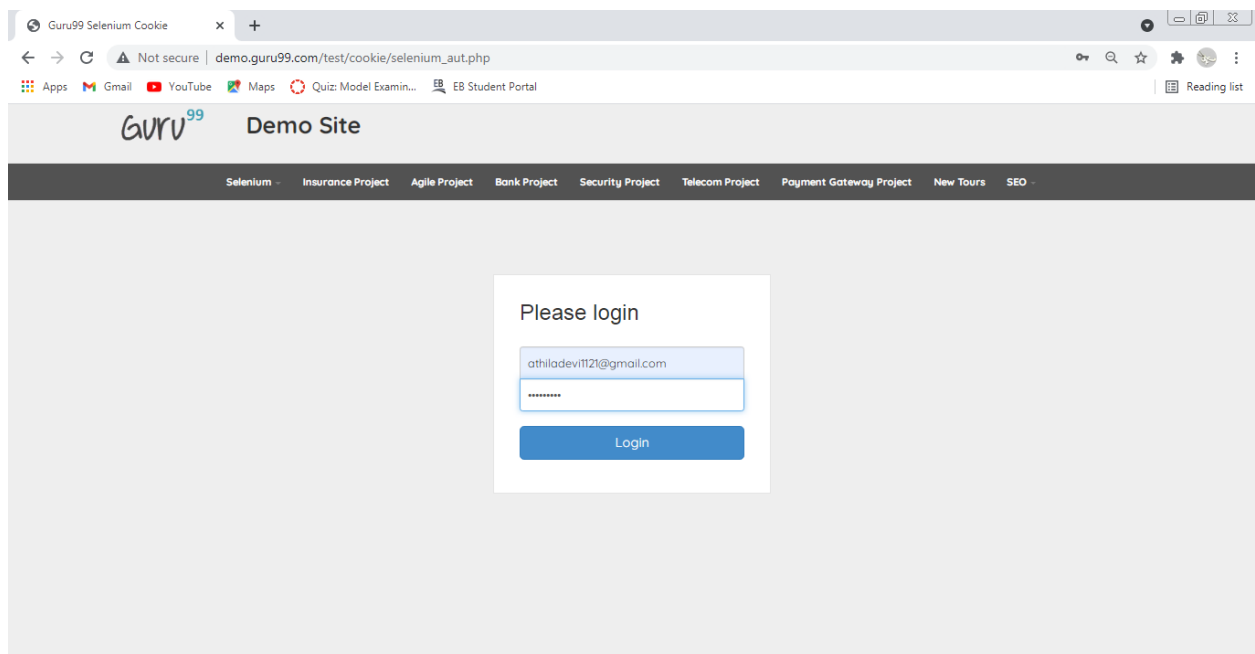 Guru99 Selenium Cookie
Not secure | demo.guru99.com/test/cookie/selenium_aut.php
Apps Gmail YouTube Maps Quiz: Model Examin... EB EB Student Portal Reading list
Guru99 Demo Site
Selenium Insurance Project Agile Project Bank Project Security Project Telecom Project Payment Gateway Project New Tours SEO
Please login
athiladevi1121@gmail.com
•••••••••
Login